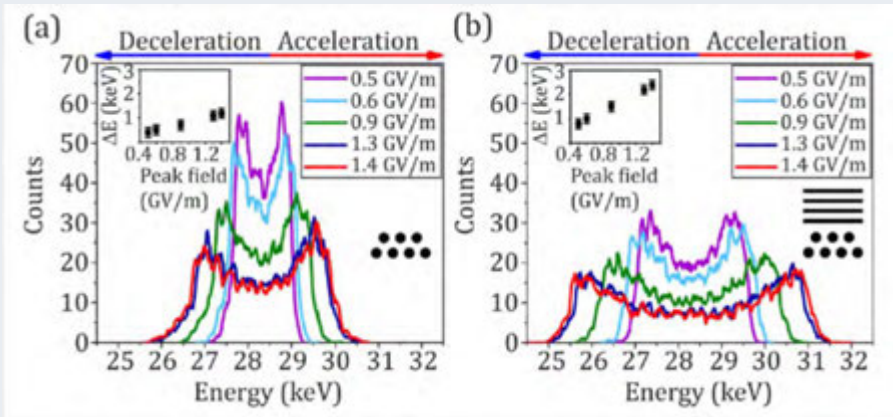 (a)
Deceleration Acceleration
70
60
50
40
30
20
10
0
Counts
ΔE (keV)
3
2
1
0.4 0.8 1.2
Peak field
(GV/m)
0.5 GV/m
0.6 GV/m
0.9 GV/m
1.3 GV/m
1.4 GV/m
25 26 27 28 29 30 31 32
Energy (keV)
(b)
Deceleration Acceleration
70
60
50
40
30
20
10
0
Counts
ΔE (keV)
3
2
1
0.4 0.8 1.2
Peak field
(GV/m)
0.5 GV/m
0.6 GV/m
0.9 GV/m
1.3 GV/m
1.4 GV/m
25 26 27 28 29 30 31 32
Energy (keV)